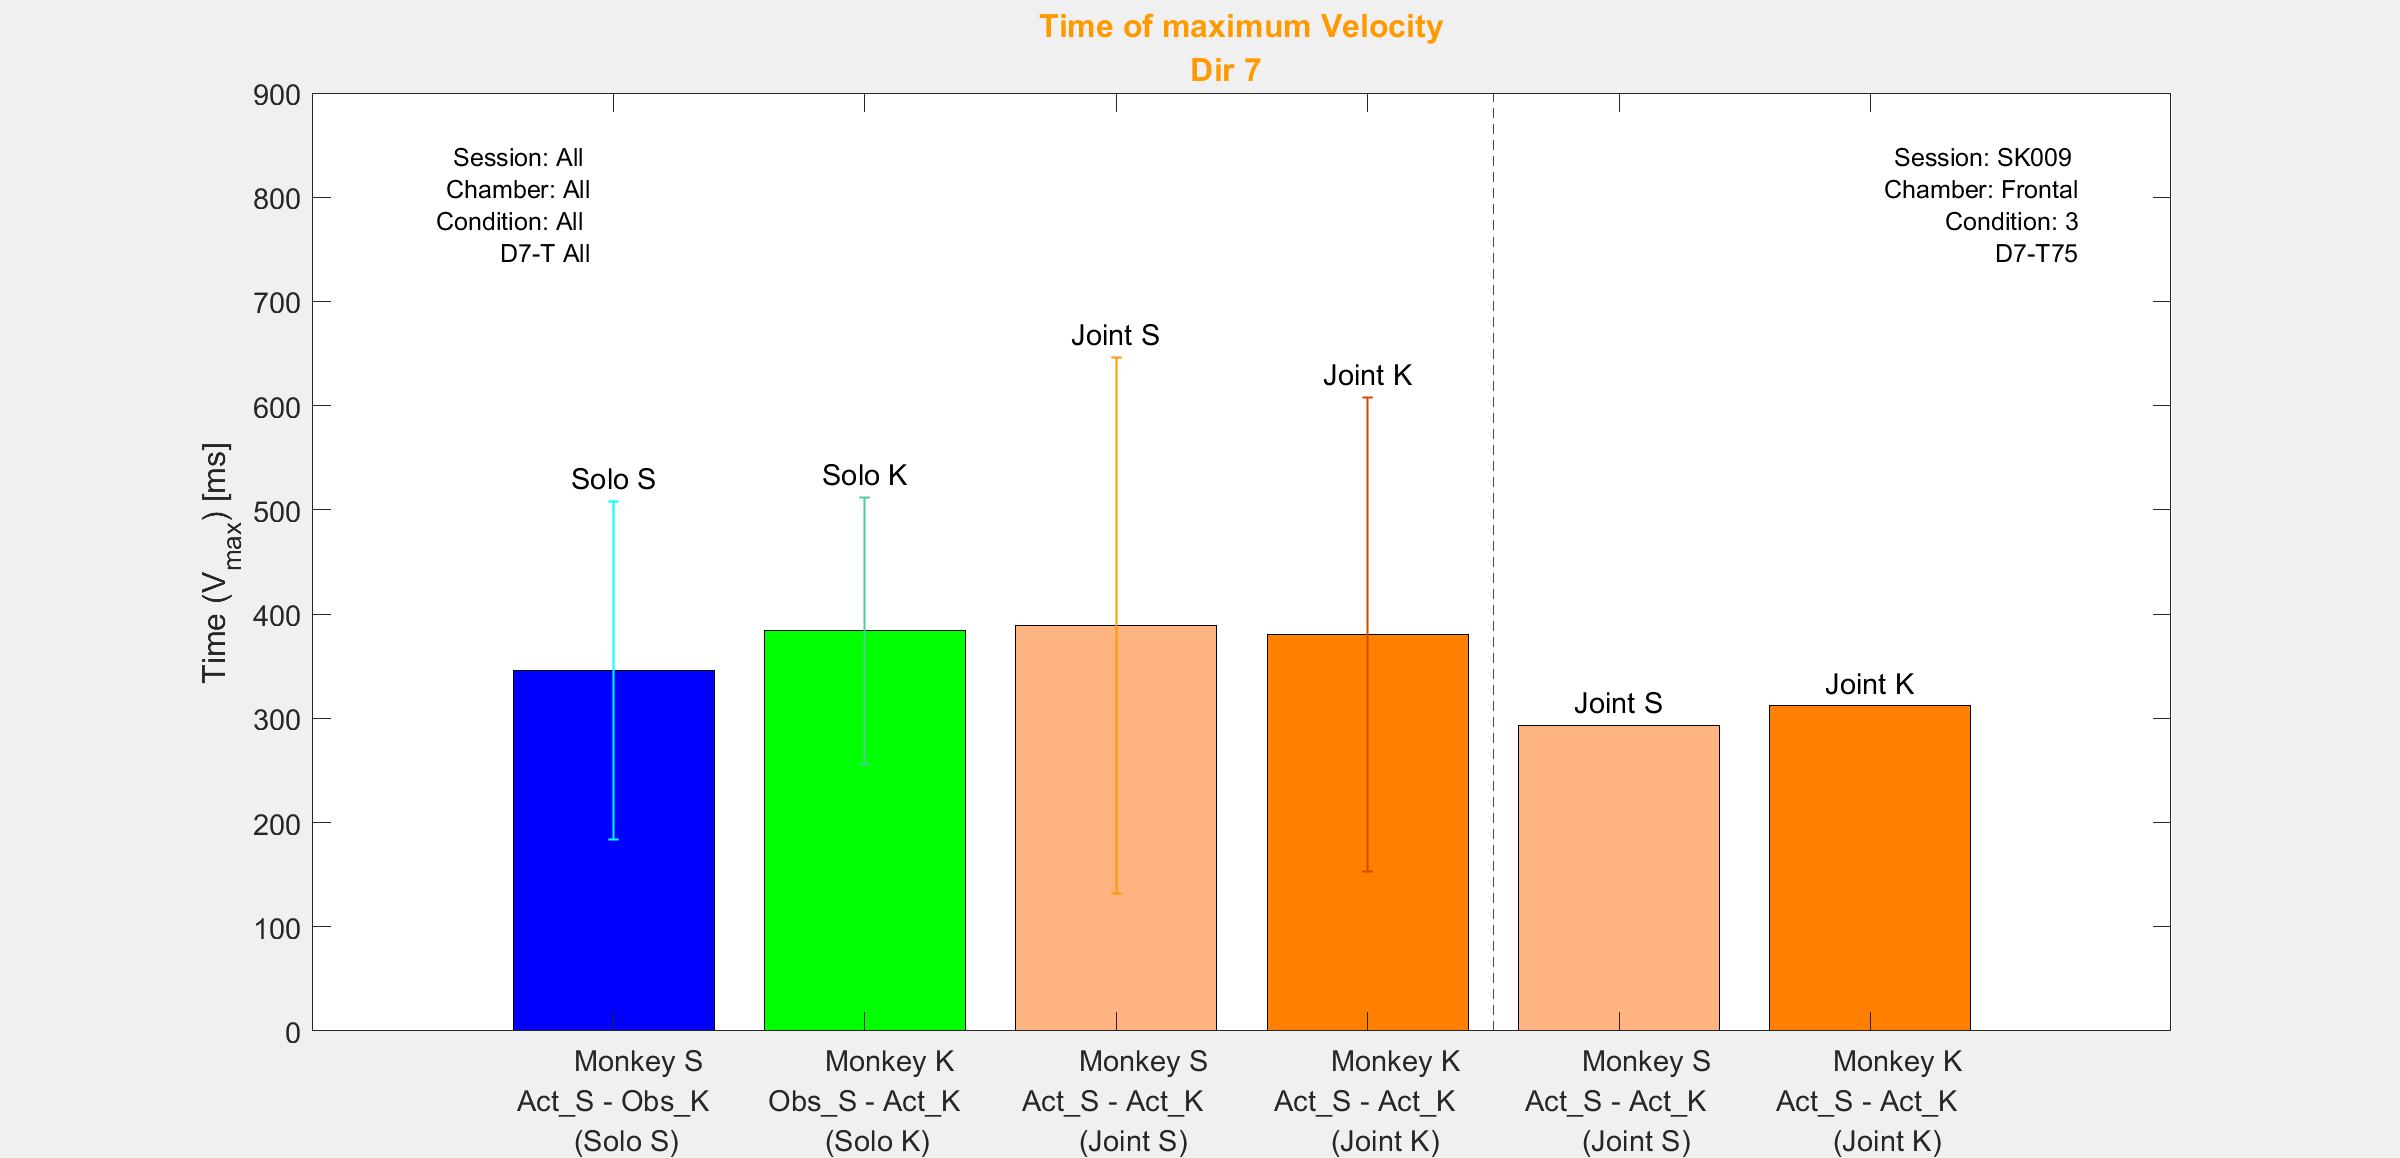 Time of maximum Velocity
Dir 7
900
800
700
600
500
400
300
200
100
0
Time (Vmax) [ms]
Session: All
Chamber: All
Condition: All
D7-T All
Session: SK009
Chamber: Frontal
Condition: 3
D7-T75
Solo S
Solo K
Joint S
Joint K
Joint S
Joint K
Monkey S
Act_S - Obs_K
(Solo S)
Monkey K
Obs_S - Act_K
(Solo K)
Monkey S
Act_S - Act_K
(Joint S)
Monkey K
Act_S - Act_K
(Joint K)
Monkey S
Act_S - Act_K
(Joint S)
Monkey K
Act_S - Act_K
(Joint K)